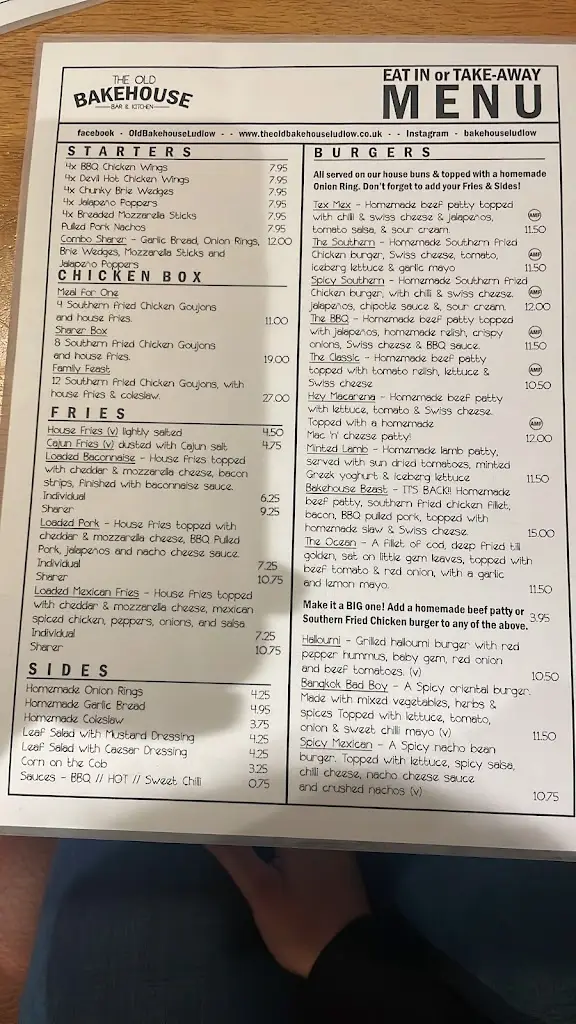 THE OLD
BAKEHOUSE
BAR & KITCHEN
EAT IN or TAKE-AWAY
MENU
facebook - OldBakehouseLudlow - - www.theoldbakehouseludlow.co.uk - - Instagram - bakehouseludlow
STARTERS
4x BBQ Chicken Wings 7.95
4x Devil Hot Chicken Wings 7.95
4x Chunky Brie Wedges 7.95
4x Jalapeno Poppers 7.95
4x Breaded Mozzarella Sticks 7.95
Pulled Pork Nachos 7.95
Combo Sharer - Garlic Bread, Onion Rings, 12.00
Brie Wedges, Mozzarella Sticks and
Jalapeno Poppers
CHICKEN BOX
Meal For One
4 Southern Fried Chicken Goujons
and house fries. 11.00
Sharer Box
8 Southern Fried Chicken Goujons
and house fries. 19.00
Family Feast
12 Southern Fried Chicken Goujons, with
house fries & coleslaw. 27.00
FRIES
House Fries (v) lightly salted 4.50
Cajun Fries (v) dusted with Cajun salt 4.75
Loaded Baconnaise - House fries topped
with cheddar & mozzarella cheese, bacon
strips, finished with baconnaise sauce.
Individual 6.25
Sharer 9.25
Loaded Pork - House fries topped with
cheddar & mozzarella cheese, BBQ Pulled
Pork, jalapenos and nacho cheese sauce.
Individual 7.25
Sharer 10.75
Loaded Mexican Fries - House fries topped
with cheddar & mozzarella cheese, mexican
spiced chicken, peppers, onions, and salsa
Individual 7.25
Sharer 10.75
SIDES
Homemade Onion Rings 4.25
Homemade Garlic Bread 4.95
Homemade Coleslaw 3.75
Leaf Salad with Mustard Dressing 4.25
Leaf Salad with Caesar Dressing 4.25
Corn on the Cob 3.25
Sauces - BBQ // HOT // Sweet Chilli 0.75
BURGERS
All served on our house buns & topped with a homemade
Onion Ring. Don't forget to add your Fries & Sides!
Tex Mex - Homemade beef patty topped
with chilli & swiss cheese & jalapeños, AMF
tomato salsa, & sour cream. 11.50
The Southern - Homemade Southern fried
Chicken burger, Swiss cheese, tomato, AMF
iceberg lettuce & garlic mayo 11.50
Spicy Southern - Homemade Southern fried
Chicken burger, with chilli & swiss cheese. AMF
jalapeños, chipotle sauce &, sour cream. 12.00
The BBQ - Homemade beef patty topped
with jalapeños, homemade relish, crispy AMF
onions, Swiss cheese & BBQ sauce. 11.50
The Classic - Homemade beef patty
topped with tomato relish, lettuce & AMF
Swiss cheese 10.50
Hey Macarena - Homemade beef patty
with lettuce, tomato & Swiss cheese.
Topped with a homemade AMF
Mac 'n' cheese patty! 12.00
Minted Lamb - Homemade lamb patty,
served with sun dried tomatoes, minted
Greek yoghurt & iceberg lettuce 11.50
Bakehouse Beast - IT'S BACK!! Homemade
beef patty, southern fried chicken fillet,
bacon, BBQ pulled pork, topped with
homemade slaw & Swiss cheese. 15.00
The Ocean - A fillet of cod, deep fried till
golden, sat on little gem leaves, topped with
beef tomato & red onion, with a garlic
and lemon mayo. 11.50
Make it a BIG one! Add a homemade beef patty or 3.95
Southern Fried Chicken burger to any of the above.
Halloumi - Grilled halloumi burger with red
pepper hummus, baby gem, red onion
and beef tomatoes. (v) 10.50
Bangkok Bad Boy - A Spicy oriental burger.
Made with mixed vegetables, herbs &
spices Topped with lettuce, tomato,
onion & sweet chilli mayo (v) 11.50
Spicy Mexican - A Spicy nacho bean
burger. Topped with lettuce, spicy salsa,
chilli cheese, nacho cheese sauce
and crushed nachos (v) 10.75